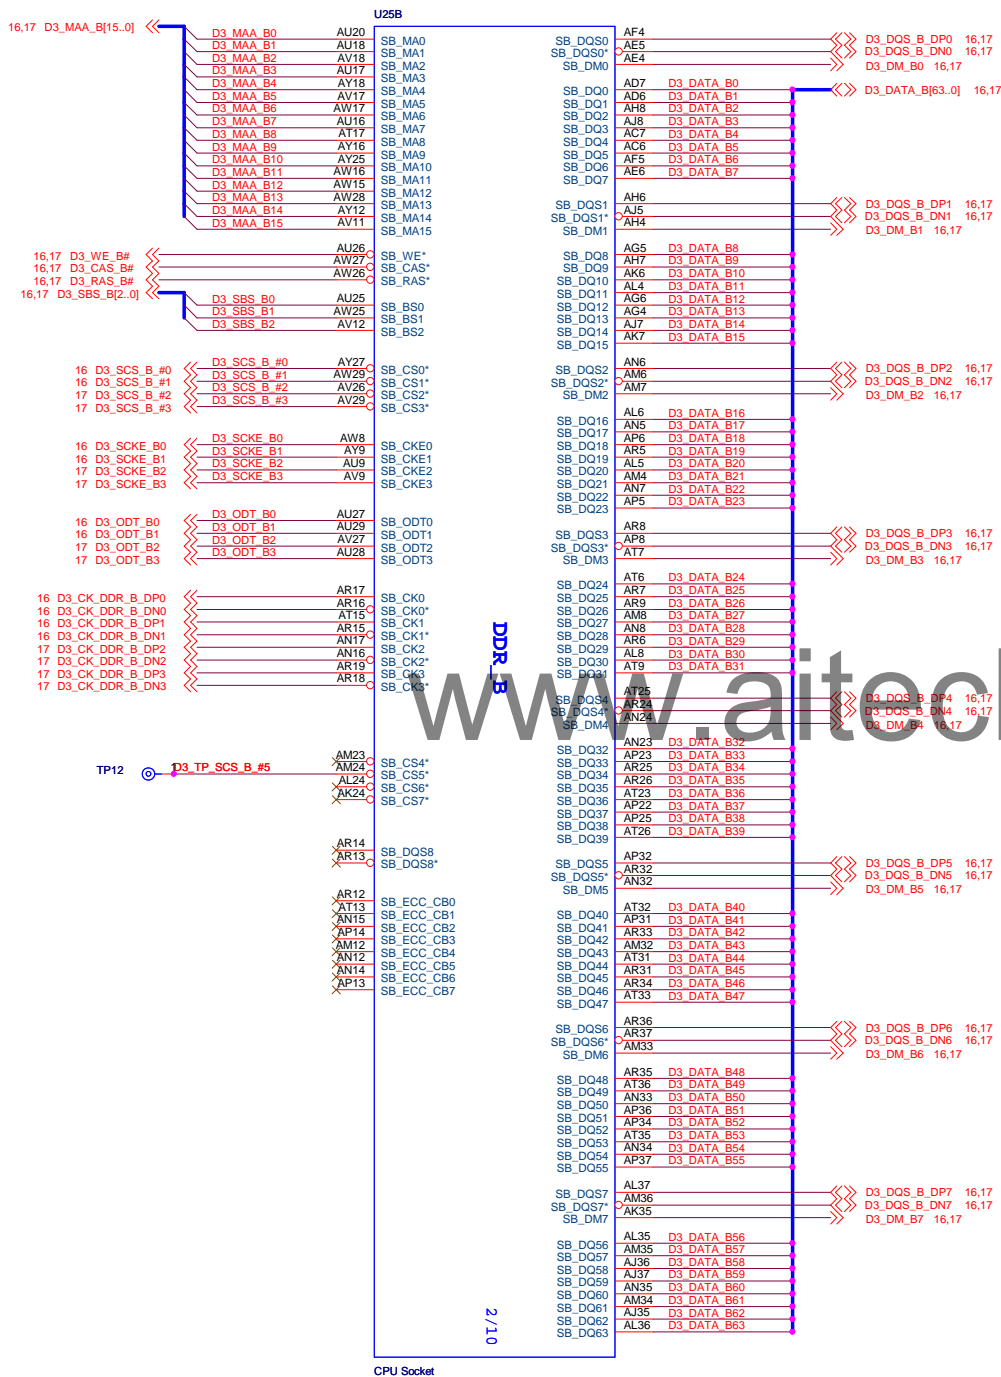 U25B
16,17 D3_MAA_B[15..0]
D3_MAA_B0 AU20 SB_MA0
D3_MAA_B1 AU18 SB_MA1
D3_MAA_B2 AV18 SB_MA2
D3_MAA_B3 AU17 SB_MA3
D3_MAA_B4 AY18 SB_MA4
D3_MAA_B5 AV17 SB_MA5
D3_MAA_B6 AW17 SB_MA6
D3_MAA_B7 AU16 SB_MA7
D3_MAA_B8 AT17 SB_MA8
D3_MAA_B9 AY16 SB_MA9
D3_MAA_B10 AY25 SB_MA10
D3_MAA_B11 AW16 SB_MA11
D3_MAA_B12 AW15 SB_MA12
D3_MAA_B13 AW28 SB_MA13
D3_MAA_B14 AY12 SB_MA14
D3_MAA_B15 AV11 SB_MA15
16,17 D3_WE_B# AU26 SB_WE*
16,17 D3_CAS_B# AW27 SB_CAS*
16,17 D3_RAS_B# AW26 SB_RAS*
16,17 D3_SBS_B[2..0]
D3_SBS_B0 AU25 SB_BS0
D3_SBS_B1 AW25 SB_BS1
D3_SBS_B2 AV12 SB_BS2
16 D3_SCS_B_#0 D3_SCS_B_#0 AY27 SB_CS0*
16 D3_SCS_B_#1 D3_SCS_B_#1 AW29 SB_CS1*
17 D3_SCS_B_#2 D3_SCS_B_#2 AV26 SB_CS2*
17 D3_SCS_B_#3 D3_SCS_B_#3 AV29 SB_CS3*
16 D3_SCKE_B0 D3_SCKE_B0 AW8 SB_CKE0
16 D3_SCKE_B1 D3_SCKE_B1 AY9 SB_CKE1
17 D3_SCKE_B2 D3_SCKE_B2 AU9 SB_CKE2
17 D3_SCKE_B3 D3_SCKE_B3 AV9 SB_CKE3
16 D3_ODT_B0 D3_ODT_B0 AU27 SB_ODT0
16 D3_ODT_B1 D3_ODT_B1 AU29 SB_ODT1
17 D3_ODT_B2 D3_ODT_B2 AV27 SB_ODT2
17 D3_ODT_B3 D3_ODT_B3 AU28 SB_ODT3
16 D3_CK_DDR_B_DP0 AR17 SB_CK0
16 D3_CK_DDR_B_DN0 AR16 SB_CK0*
16 D3_CK_DDR_B_DP1 AT15 SB_CK1
16 D3_CK_DDR_B_DN1 AR15 SB_CK1*
17 D3_CK_DDR_B_DP2 AN17 SB_CK2
17 D3_CK_DDR_B_DN2 AN16 SB_CK2*
17 D3_CK_DDR_B_DP3 AR19 SB_CK3
17 D3_CK_DDR_B_DN3 AR18 SB_CK3*
AM23 SB_CS4*
TP12 1 D3_TP_SCS_B_#5 AM24 SB_CS5*
AL24 SB_CS6*
AK24 SB_CS7*
AR14 SB_DQS8
AR13 SB_DQS8*
AR12 SB_ECC_CB0
AT13 SB_ECC_CB1
AN15 SB_ECC_CB2
AP14 SB_ECC_CB3
AM12 SB_ECC_CB4
AN12 SB_ECC_CB5
AN14 SB_ECC_CB6
AP13 SB_ECC_CB7
DDR_B
www.aitech
2/10
SB_DQS0 AF4 D3_DQS_B_DP0 16,17
SB_DQS0* AE5 D3_DQS_B_DN0 16,17
SB_DM0 AE4 D3_DM_B0 16,17
D3_DATA_B[63..0] 16,17
SB_DQ0 AD7 D3_DATA_B0
SB_DQ1 AD6 D3_DATA_B1
SB_DQ2 AH8 D3_DATA_B2
SB_DQ3 AJ8 D3_DATA_B3
SB_DQ4 AC7 D3_DATA_B4
SB_DQ5 AC6 D3_DATA_B5
SB_DQ6 AF5 D3_DATA_B6
SB_DQ7 AE6 D3_DATA_B7
SB_DQS1 AH6 D3_DQS_B_DP1 16,17
SB_DQS1* AJ5 D3_DQS_B_DN1 16,17
SB_DM1 AH4 D3_DM_B1 16,17
SB_DQ8 AG5 D3_DATA_B8
SB_DQ9 AH7 D3_DATA_B9
SB_DQ10 AK6 D3_DATA_B10
SB_DQ11 AL4 D3_DATA_B11
SB_DQ12 AG6 D3_DATA_B12
SB_DQ13 AG4 D3_DATA_B13
SB_DQ14 AJ7 D3_DATA_B14
SB_DQ15 AK7 D3_DATA_B15
SB_DQS2 AN6 D3_DQS_B_DP2 16,17
SB_DQS2* AM6 D3_DQS_B_DN2 16,17
SB_DM2 AM7 D3_DM_B2 16,17
SB_DQ16 AL6 D3_DATA_B16
SB_DQ17 AN5 D3_DATA_B17
SB_DQ18 AP6 D3_DATA_B18
SB_DQ19 AR5 D3_DATA_B19
SB_DQ20 AL5 D3_DATA_B20
SB_DQ21 AM4 D3_DATA_B21
SB_DQ22 AN7 D3_DATA_B22
SB_DQ23 AP5 D3_DATA_B23
SB_DQS3 AR8 D3_DQS_B_DP3 16,17
SB_DQS3* AP8 D3_DQS_B_DN3 16,17
SB_DM3 AT7 D3_DM_B3 16,17
SB_DQ24 AT6 D3_DATA_B24
SB_DQ25 AR7 D3_DATA_B25
SB_DQ26 AR9 D3_DATA_B26
SB_DQ27 AM8 D3_DATA_B27
SB_DQ28 AN8 D3_DATA_B28
SB_DQ29 AR6 D3_DATA_B29
SB_DQ30 AL8 D3_DATA_B30
SB_DQ31 AT9 D3_DATA_B31
SB_DQS4 AT25 D3_DQS_B_DP4 16,17
SB_DQS4* AR24 D3_DQS_B_DN4 16,17
SB_DM4 AN24 D3_DM_B4 16,17
SB_DQ32 AN23 D3_DATA_B32
SB_DQ33 AP23 D3_DATA_B33
SB_DQ34 AR25 D3_DATA_B34
SB_DQ35 AR26 D3_DATA_B35
SB_DQ36 AT23 D3_DATA_B36
SB_DQ37 AP22 D3_DATA_B37
SB_DQ38 AP25 D3_DATA_B38
SB_DQ39 AT26 D3_DATA_B39
SB_DQS5 AP32 D3_DQS_B_DP5 16,17
SB_DQS5* AR32 D3_DQS_B_DN5 16,17
SB_DM5 AN32 D3_DM_B5 16,17
SB_DQ40 AT32 D3_DATA_B40
SB_DQ41 AP31 D3_DATA_B41
SB_DQ42 AR33 D3_DATA_B42
SB_DQ43 AM32 D3_DATA_B43
SB_DQ44 AT31 D3_DATA_B44
SB_DQ45 AR31 D3_DATA_B45
SB_DQ46 AR34 D3_DATA_B46
SB_DQ47 AT33 D3_DATA_B47
SB_DQS6 AR36 D3_DQS_B_DP6 16,17
SB_DQS6* AR37 D3_DQS_B_DN6 16,17
SB_DM6 AM33 D3_DM_B6 16,17
SB_DQ48 AR35 D3_DATA_B48
SB_DQ49 AT36 D3_DATA_B49
SB_DQ50 AN33 D3_DATA_B50
SB_DQ51 AP36 D3_DATA_B51
SB_DQ52 AP34 D3_DATA_B52
SB_DQ53 AT35 D3_DATA_B53
SB_DQ54 AN34 D3_DATA_B54
SB_DQ55 AP37 D3_DATA_B55
SB_DQS7 AL37 D3_DQS_B_DP7 16,17
SB_DQS7* AM36 D3_DQS_B_DN7 16,17
SB_DM7 AK35 D3_DM_B7 16,17
SB_DQ56 AL35 D3_DATA_B56
SB_DQ57 AM35 D3_DATA_B57
SB_DQ58 AJ36 D3_DATA_B58
SB_DQ59 AJ37 D3_DATA_B59
SB_DQ60 AN35 D3_DATA_B60
SB_DQ61 AM34 D3_DATA_B61
SB_DQ62 AJ35 D3_DATA_B62
SB_DQ63 AL36 D3_DATA_B63
CPU Socket